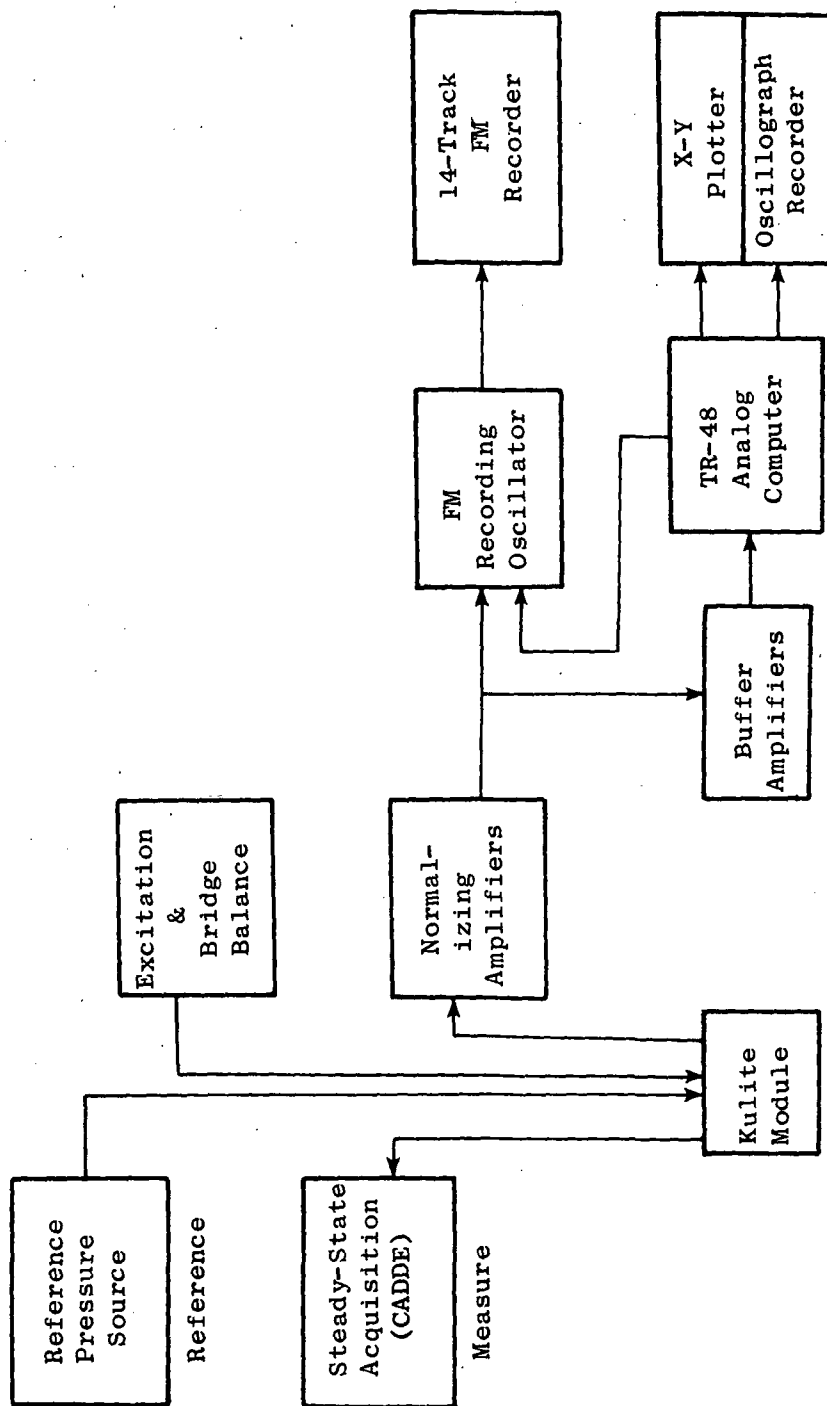 Reference
Pressure
Source
Reference
Excitation
&
Bridge
Balance
Steady-State
Acquisition
(CADDE)
Measure
Normal-
izing
Amplifiers
FM
Recording
Oscillator
14-Track
FM
Recorder
Kulite
Module
Buffer
Amplifiers
TR-48
Analog
Computer
X-Y
Plotter
Oscillograph
Recorder